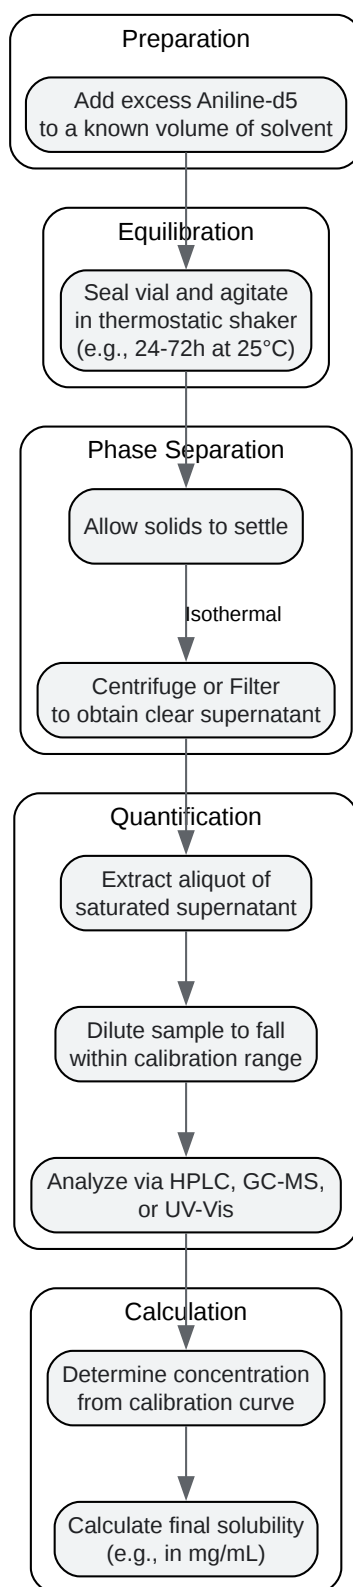 Preparation
Add excess Aniline-d5
to a known volume of solvent
Equilibration
Seal vial and agitate
in thermostatic shaker
(e.g., 24-72h at 25°C)
Phase Separation
Allow solids to settle
Isothermal
Centrifuge or Filter
to obtain clear supernatant
Quantification
Extract aliquot of
saturated supernatant
Dilute sample to fall
within calibration range
Analyze via HPLC, GC-MS,
or UV-Vis
Calculation
Determine concentration
from calibration curve
Calculate final solubility
(e.g., in mg/mL)